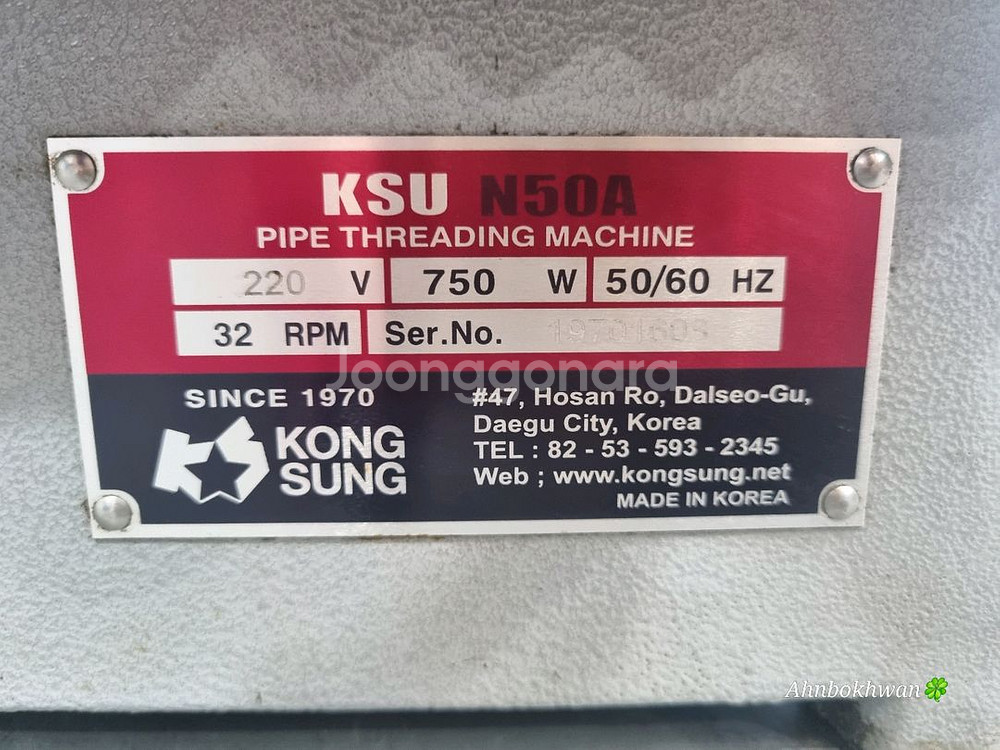 KSU N50A
PIPE THREADING MACHINE
220 V 750 W 50/60 HZ
32 RPM Ser.No.
Joonggonara
SINCE 1970
KS KONG SUNG
#47, Hosan Ro, Dalseo-Gu,
Daegu City, Korea
TEL : 82 - 53 - 593 - 2345
Web ; www.kongsung.net
MADE IN KOREA
Ahnbokhwan